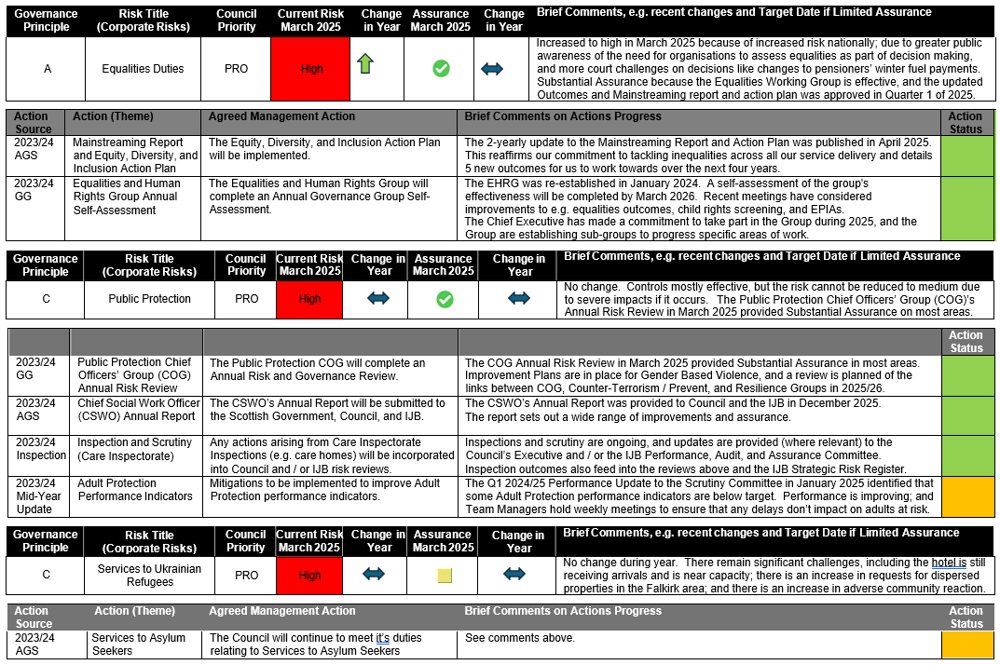 Governance Principle
Risk Title (Corporate Risks)
Council Priority
Current Risk March 2025
Change in Year
Assurance March 2025
Change in Year
Brief Comments, e.g. recent changes and Target Date if Limited Assurance
A
Equalities Duties
PRO
High
Increased to high in March 2025 because of increased risk nationally; due to greater public
awareness of the need for organisations to assess equalities as part of decision making,
and more court challenges on decisions like changes to pensioners' winter fuel payments.
Substantial Assurance because the Equalities Working Group is effective, and the updated
Outcomes and Mainstreaming report and action plan was approved in Quarter 1 of 2025.
Action Source
Action (Theme)
Agreed Management Action
Brief Comments on Actions Progress
Action Status
2023/24
AGS
Mainstreaming Report
and Equity, Diversity, and
Inclusion Action Plan
The Equity, Diversity, and Inclusion Action Plan
will be implemented.
The 2-yearly update to the Mainstreaming Report and Action Plan was published in April 2025.
This reaffirms our commitment to tackling inequalities across all our service delivery and details
5 new outcomes for us to work towards over the next four years.
2023/24
GG
Equalities and Human
Rights Group Annual
Self-Assessment
The Equalities and Human Rights Group will
complete an Annual Governance Group Self-
Assessment.
The EHRG was re-established in January 2024. A self-assessment of the group's
effectiveness will be completed by March 2026. Recent meetings have considered
improvements to e.g. equalities outcomes, child rights screening, and EPIAs.
The Chief Executive has made a commitment to take part in the Group during 2025, and the
Group are establishing sub-groups to progress specific areas of work.
Governance Principle
Risk Title (Corporate Risks)
Council Priority
Current Risk March 2025
Change in Year
Assurance March 2025
Change in Year
Brief Comments, e.g. recent changes and Target Date if Limited Assurance
C
Public Protection
PRO
High
No change. Controls mostly effective, but the risk cannot be reduced to medium due
to severe impacts if it occurs. The Public Protection Chief Officers' Group (COG)'s
Annual Risk Review in March 2025 provided Substantial Assurance on most areas.
Action Status
2023/24
GG
Public Protection Chief
Officers' Group (COG)
Annual Risk Review
The Public Protection COG will complete an
Annual Risk and Governance Review.
The COG Annual Risk Review in March 2025 provided Substantial Assurance in most areas.
Improvement Plans are in place for Gender Based Violence, and a review is planned of the
links between COG, Counter-Terrorism / Prevent, and Resilience Groups in 2025/26.
2023/24
AGS
Chief Social Work Officer
(CSWO) Annual Report
The CSWO's Annual Report will be submitted to
the Scottish Government, Council, and IJB.
The CSWO's Annual Report was provided to Council and the IJB in December 2025.
The report sets out a wide range of improvements and assurance.
2023/24
Inspection
Inspection and Scrutiny
(Care Inspectorate)
Any actions arising from Care Inspectorate
Inspections (e.g. care homes) will be incorporated
into Council and / or IJB risk reviews.
Inspections and scrutiny are ongoing, and updates are provided (where relevant) to the
Council's Executive and / or the IJB Performance, Audit, and Assurance Committee.
Inspection outcomes also feed into the reviews above and the IJB Strategic Risk Register.
2023/24
Mid-Year
Update
Adult Protection
Performance Indicators
Mitigations to be implemented to improve Adult
Protection performance indicators.
The Q1 2024/25 Performance Update to the Scrutiny Committee in January 2025 identified that
some Adult Protection performance indicators are below target. Performance is improving; and
Team Managers hold weekly meetings to ensure that any delays don't impact on adults at risk.
Governance Principle
Risk Title (Corporate Risks)
Council Priority
Current Risk March 2025
Change in Year
Assurance March 2025
Change in Year
Brief Comments, e.g. recent changes and Target Date if Limited Assurance
C
Services to Ukrainian
Refugees
PRO
High
No change during year. There remain significant challenges, including the hotel is still
receiving arrivals and is near capacity; there is an increase in requests for dispersed
properties in the Falkirk area; and there is an increase in adverse community reaction.
Action Source
Action (Theme)
Agreed Management Action
Brief Comments on Actions Progress
Action Status
2023/24
AGS
Services to Asylum
Seekers
The Council will continue to meet it's duties
relating to Services to Asylum Seekers
See comments above.